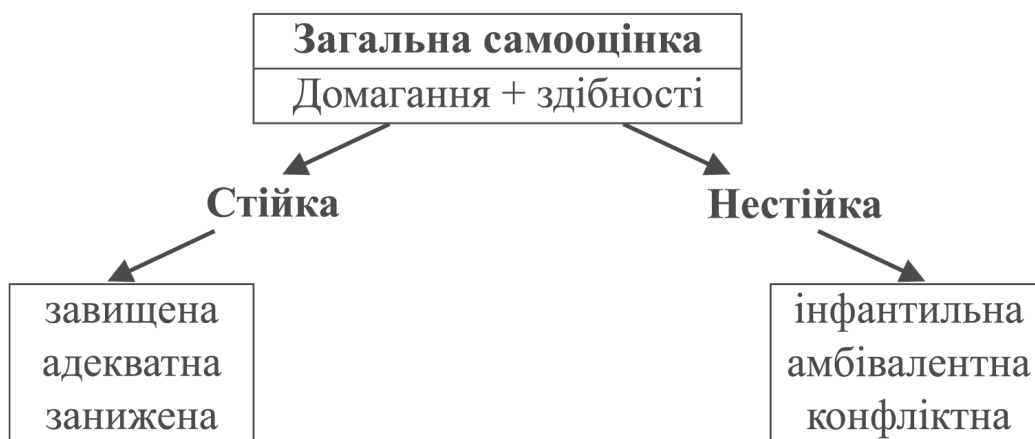 Загальна самооцінка
Домагання + здібності
Стійка
Нестійка
завищена
адекватна
занижена
інфантильна
амбівалентна
конфліктна